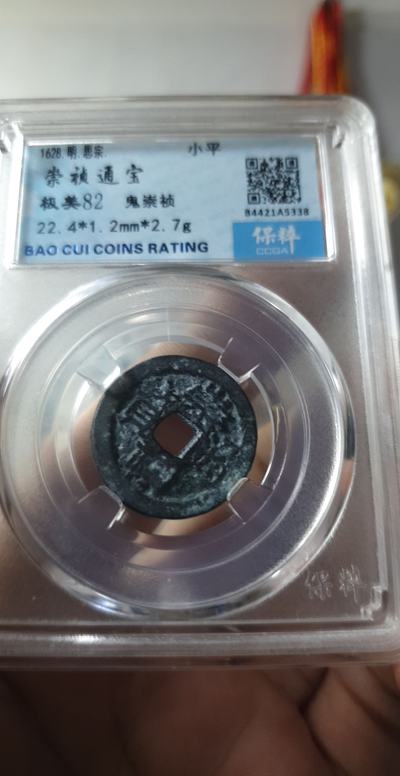 1628.明.思宗. 小平
崇祯通宝
极美82 鬼崇祯
22.4*1.2mm*2.7g
B4421A5338
BAO CUI COINS RATING
保粹
CCGA
保粹